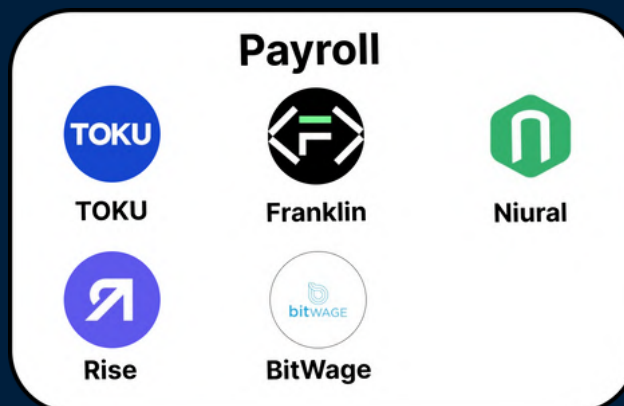 Payroll
TOKU
TOKU
Franklin
Niural
bitWAGE
Rise
BitWage